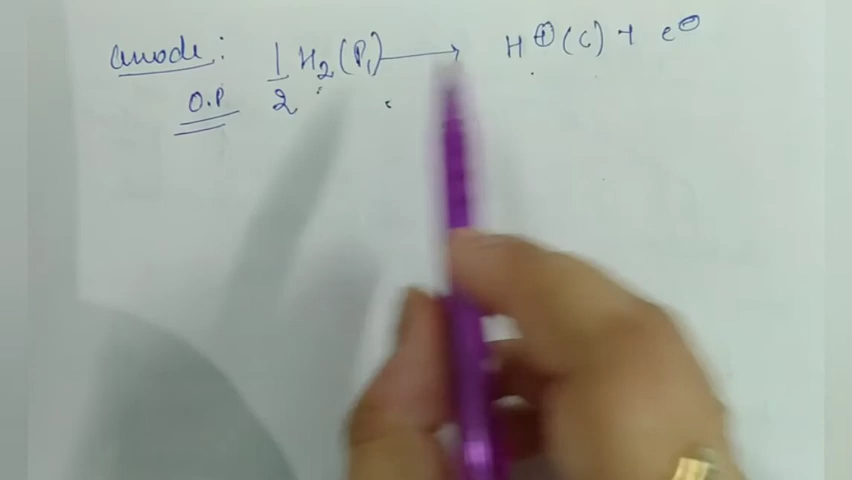 anode: 1/2 H₂(P₁) ⟶ H⊕(C) + e⊖
O.P